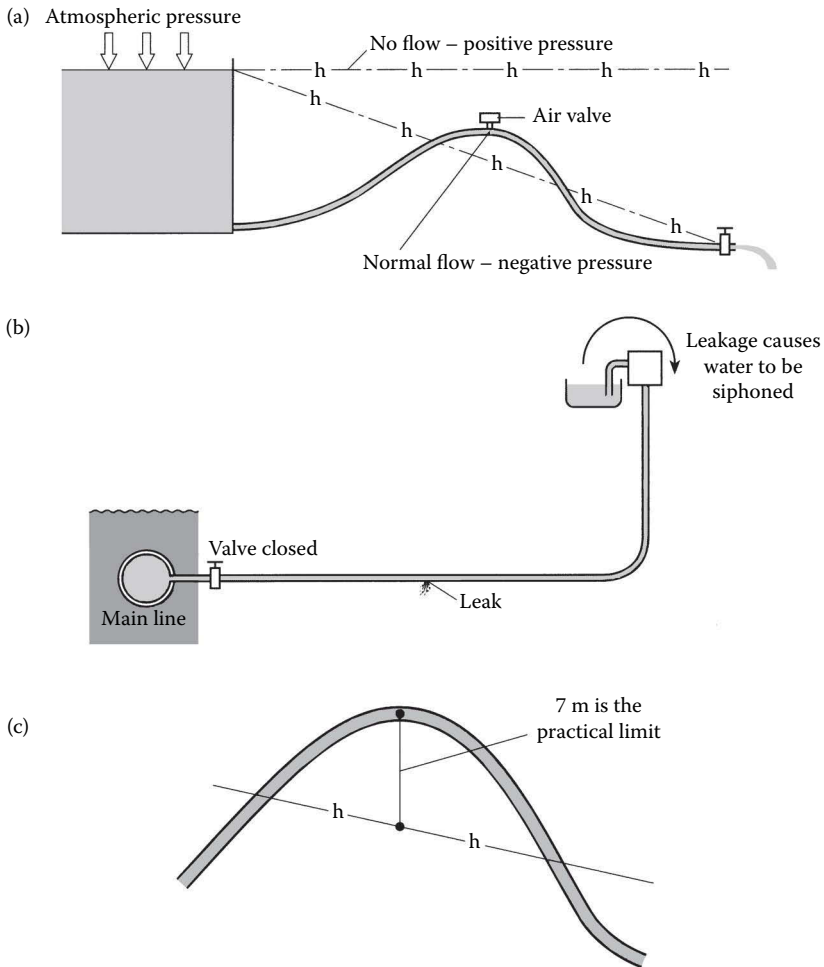 (a) Atmospheric pressure
No flow – positive pressure
h h h h h
h
Air valve
h
h
h
h
Normal flow – negative pressure
(b)
Leakage causes
water to be
siphoned
Valve closed
Leak
Main line
(c)
7 m is the
practical limit
h
h